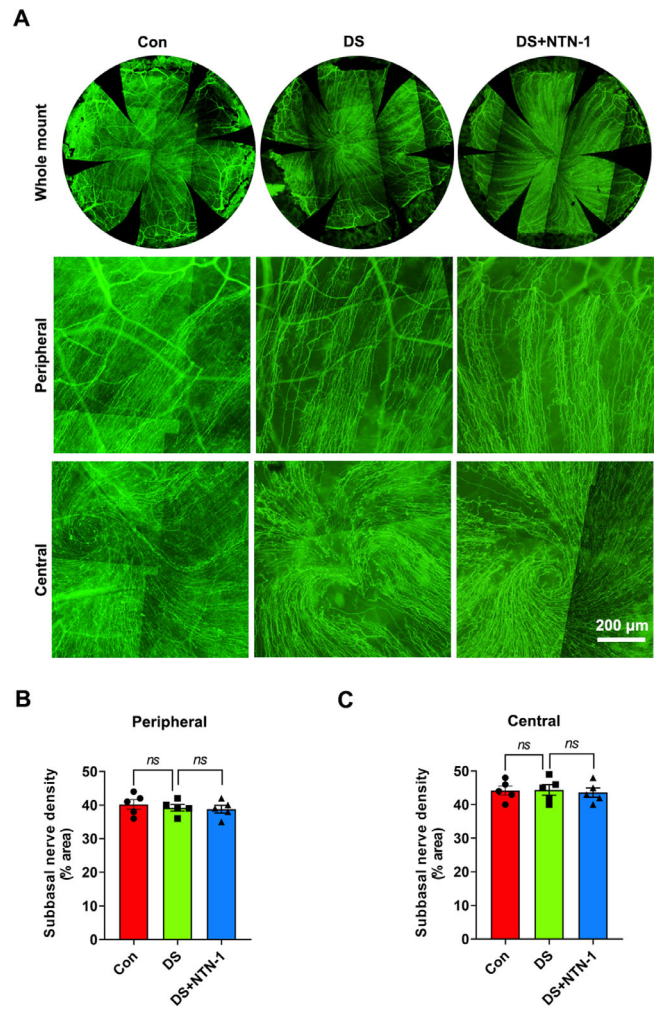 A
Con
DS
DS+NTN-1
Whole mount
Peripheral
Central
200 µm
B
Peripheral
ns
ns
Subbasal nerve density
(% area)
50
40
30
20
10
0
Con
DS
DS+NTN-1
C
Central
ns
ns
Subbasal nerve density
(% area)
50
40
30
20
10
0
Con
DS
DS+NTN-1